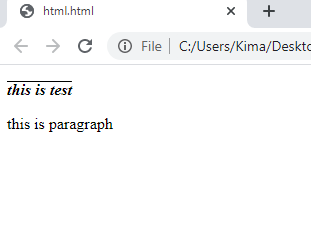 html.html
File | C:/Users/Kima/Deskto
this is test
this is paragraph